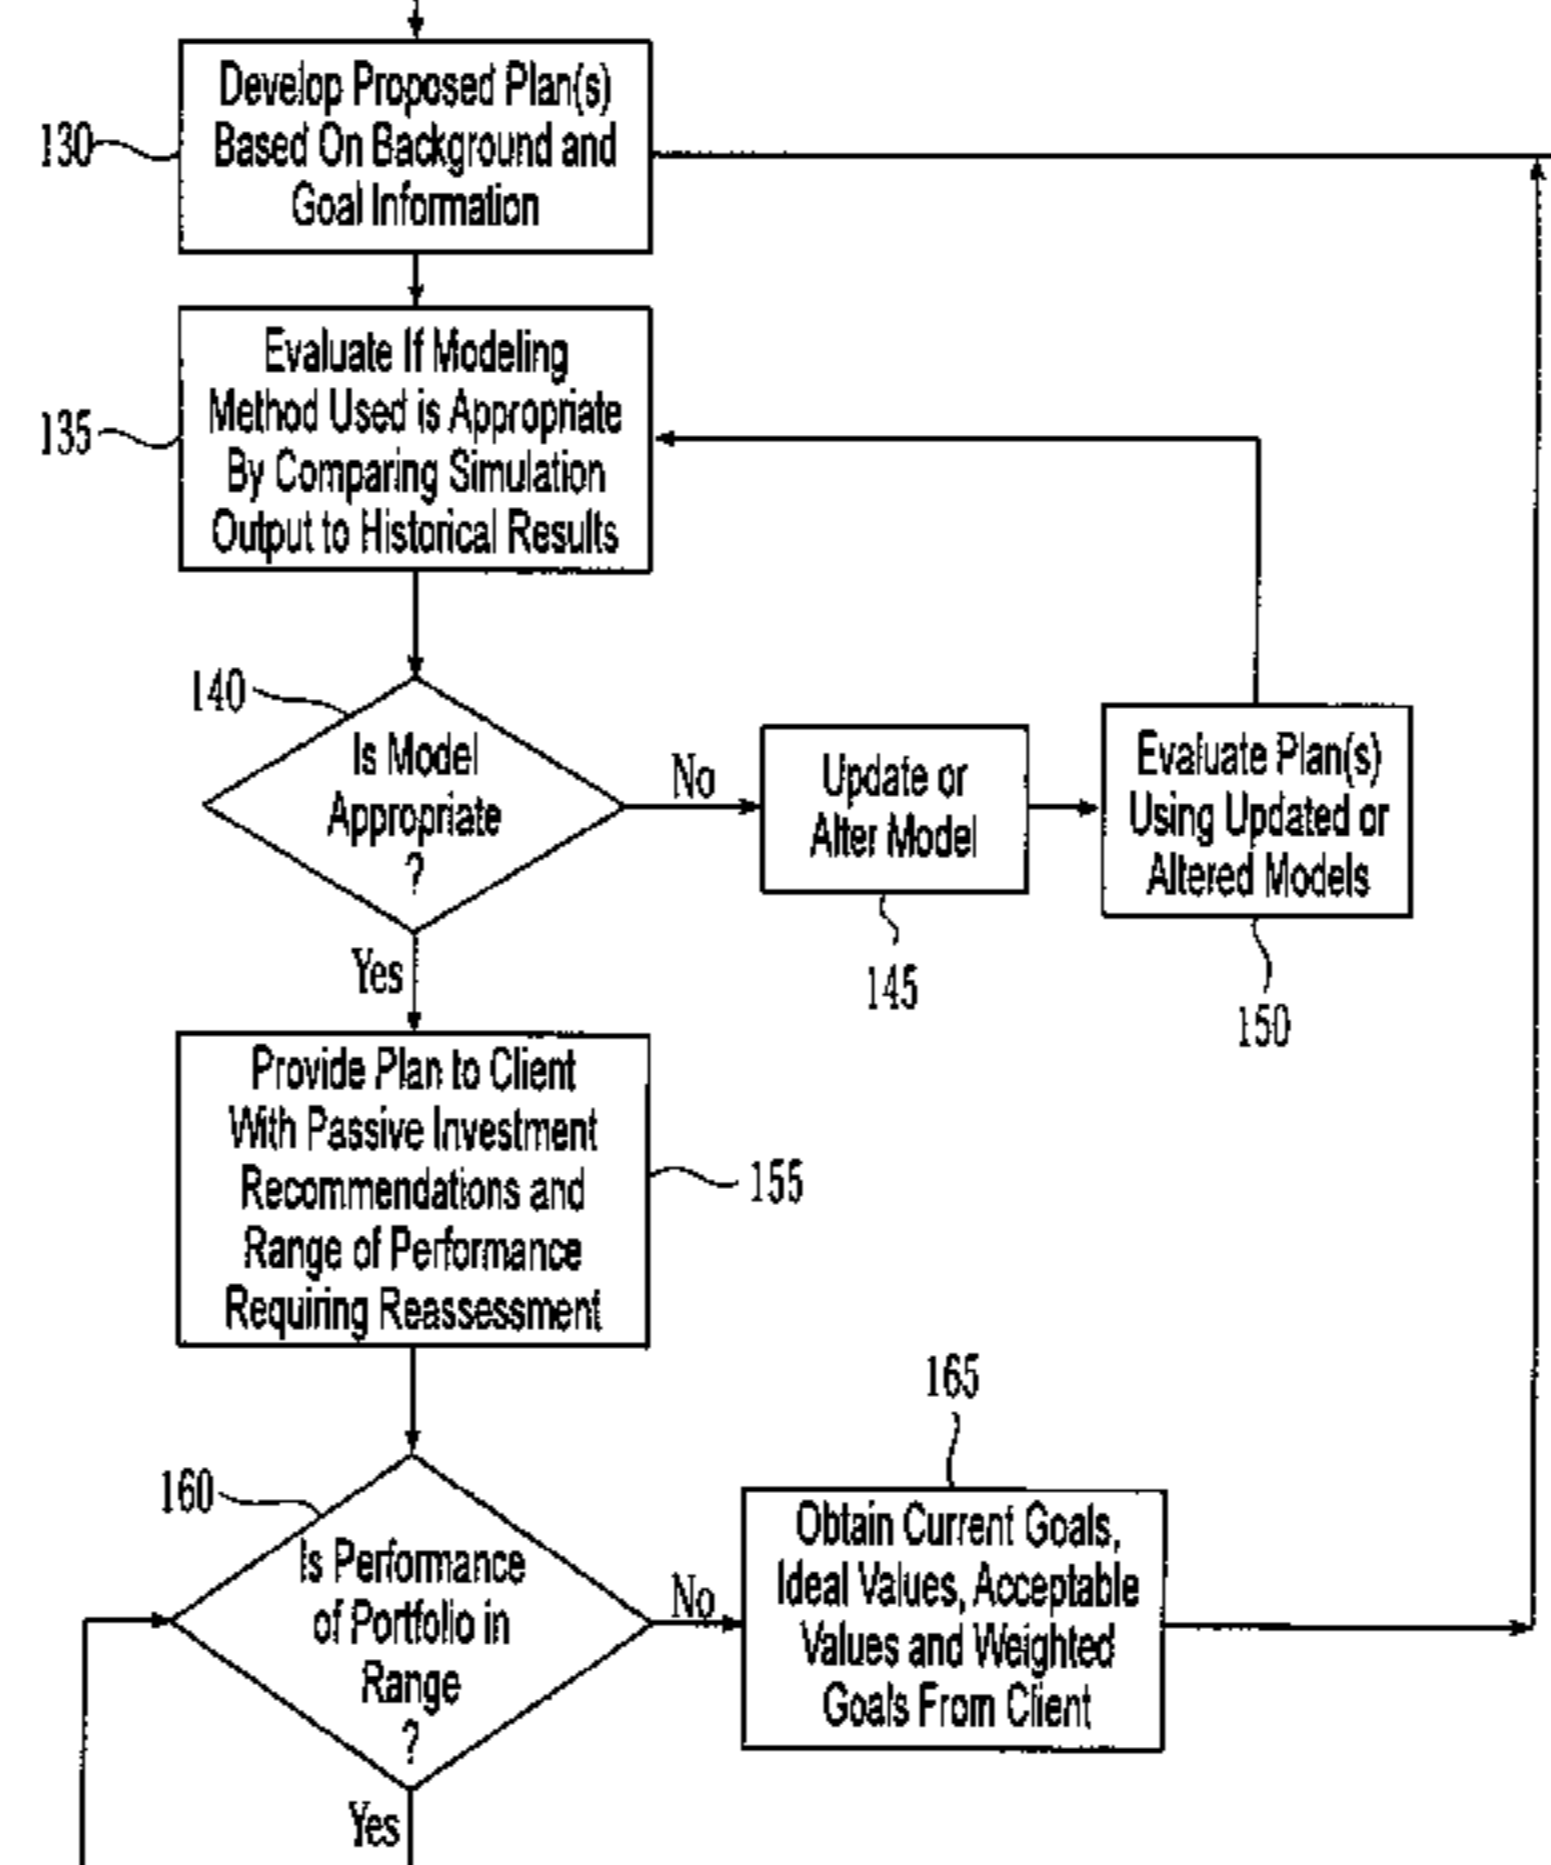 Develop Proposed Plan(s)
Based On Background and
Goal Information
130
Evaluate If Modeling
Method Used is Appropriate
By Comparing Simulation
Output to Historical Results
135
140
Is Model
Appropriate
?
No
Update or
Alter Model
145
Evaluate Plan(s)
Using Updated or
Altered Models
150
Yes
Provide Plan to Client
With Passive Investment
Recommendations and
Range of Performance
Requiring Reassessment
155
160
Is Performance
of Portfolio in
Range
?
No
165
Obtain Current Goals,
Ideal Values, Acceptable
Values and Weighted
Goals From Client
Yes